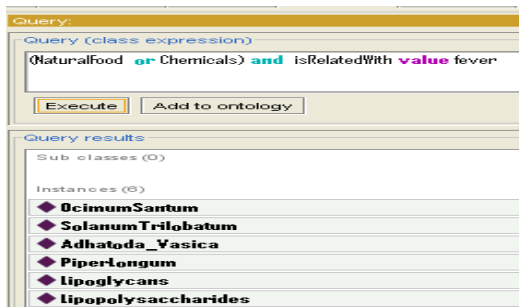 Query:
Query (class expression)
(NaturalFood or Chemicals) and isRelatedWith value fever
Execute Add to ontology
Query results
Sub classes (0)
Instances (6)
OcimumSantum
SolanumTrilobatum
Adhatoda_Vasica
PiperLongum
lipoglycans
lipopolysaccharides